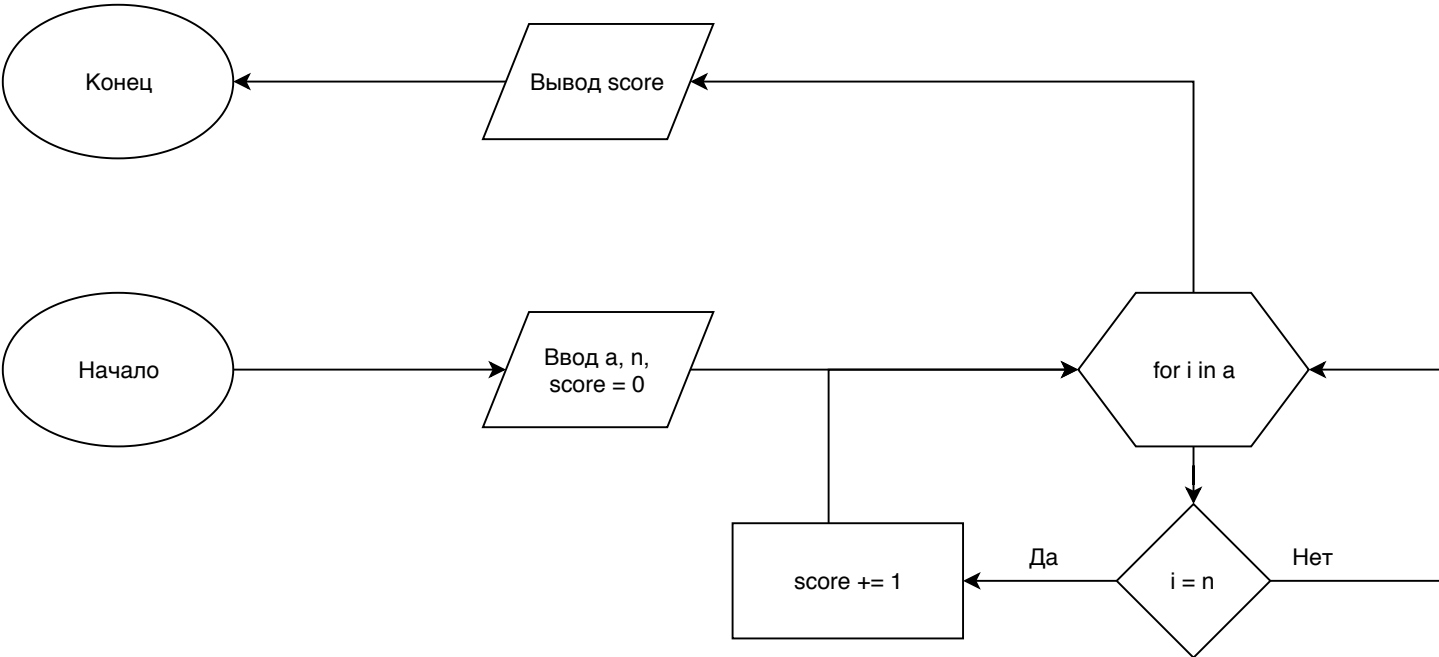 Конец
Вывод score
Начало
Ввод a, n,
score = 0
for i in a
score += 1
Да
i = n
Нет